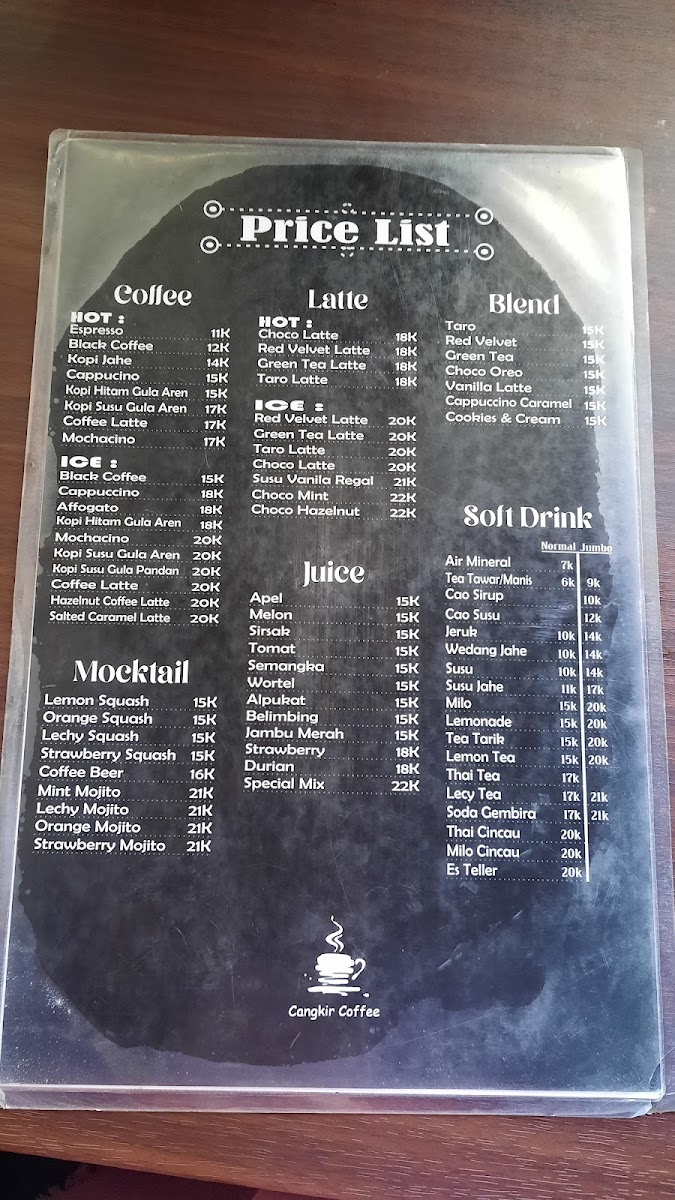 Price List
Coffee
HOT :
Espresso 11K
Black Coffee 12K
Kopi Jahe 14K
Cappucino 15K
Kopi Hitam Gula Aren 15K
Kopi Susu Gula Aren 17K
Coffee Latte 17K
Mochacino 17K
ICE :
Black Coffee 15K
Cappuccino 18K
Affogato 18K
Kopi Hitam Gula Aren 18K
Mochacino 20K
Kopi Susu Gula Aren 20K
Kopi Susu Gula Pandan 20K
Coffee Latte 20K
Hazelnut Coffee Latte 20K
Salted Caramel Latte 20K
Mocktail
Lemon Squash 15K
Orange Squash 15K
Lechy Squash 15K
Strawberry Squash 15K
Coffee Beer 16K
Mint Mojito 21K
Lechy Mojito 21K
Orange Mojito 21K
Strawberry Mojito 21K
Latte
HOT :
Choco Latte 18K
Red Velvet Latte 18K
Green Tea Latte 18K
Taro Latte 18K
ICE :
Red Velvet Latte 20K
Green Tea Latte 20K
Taro Latte 20K
Choco Latte 20K
Susu Vanila Regal 21K
Choco Mint 22K
Choco Hazelnut 22K
Juice
Apel 15K
Melon 15K
Sirsak 15K
Tomat 15K
Semangka 15K
Wortel 15K
Alpukat 15K
Belimbing 15K
Jambu Merah 15K
Strawberry 18K
Durian 18K
Special Mix 22K
Blend
Taro 15K
Red Velvet 15K
Green Tea 15K
Choco Oreo 15K
Vanilla Latte 15K
Cappuccino Caramel 15K
Cookies & Cream 15K
Soft Drink
Normal Jumbo
Air Mineral 7k
Tea Tawar/Manis 6k 9k
Cao Sirup 10k
Cao Susu 12k
Jeruk 10k 14k
Wedang Jahe 10k 14k
Susu 10k 14k
Susu Jahe 11k 17k
Milo 15k 20k
Lemonade 15k 20k
Tea Tarik 15k 20k
Lemon Tea 15k 20k
Thai Tea 17k
Lecy Tea 17k 21k
Soda Gembira 17k 21k
Thai Cincau 20k
Milo Cincau 20k
Es Teller 20k
Cangkir Coffee